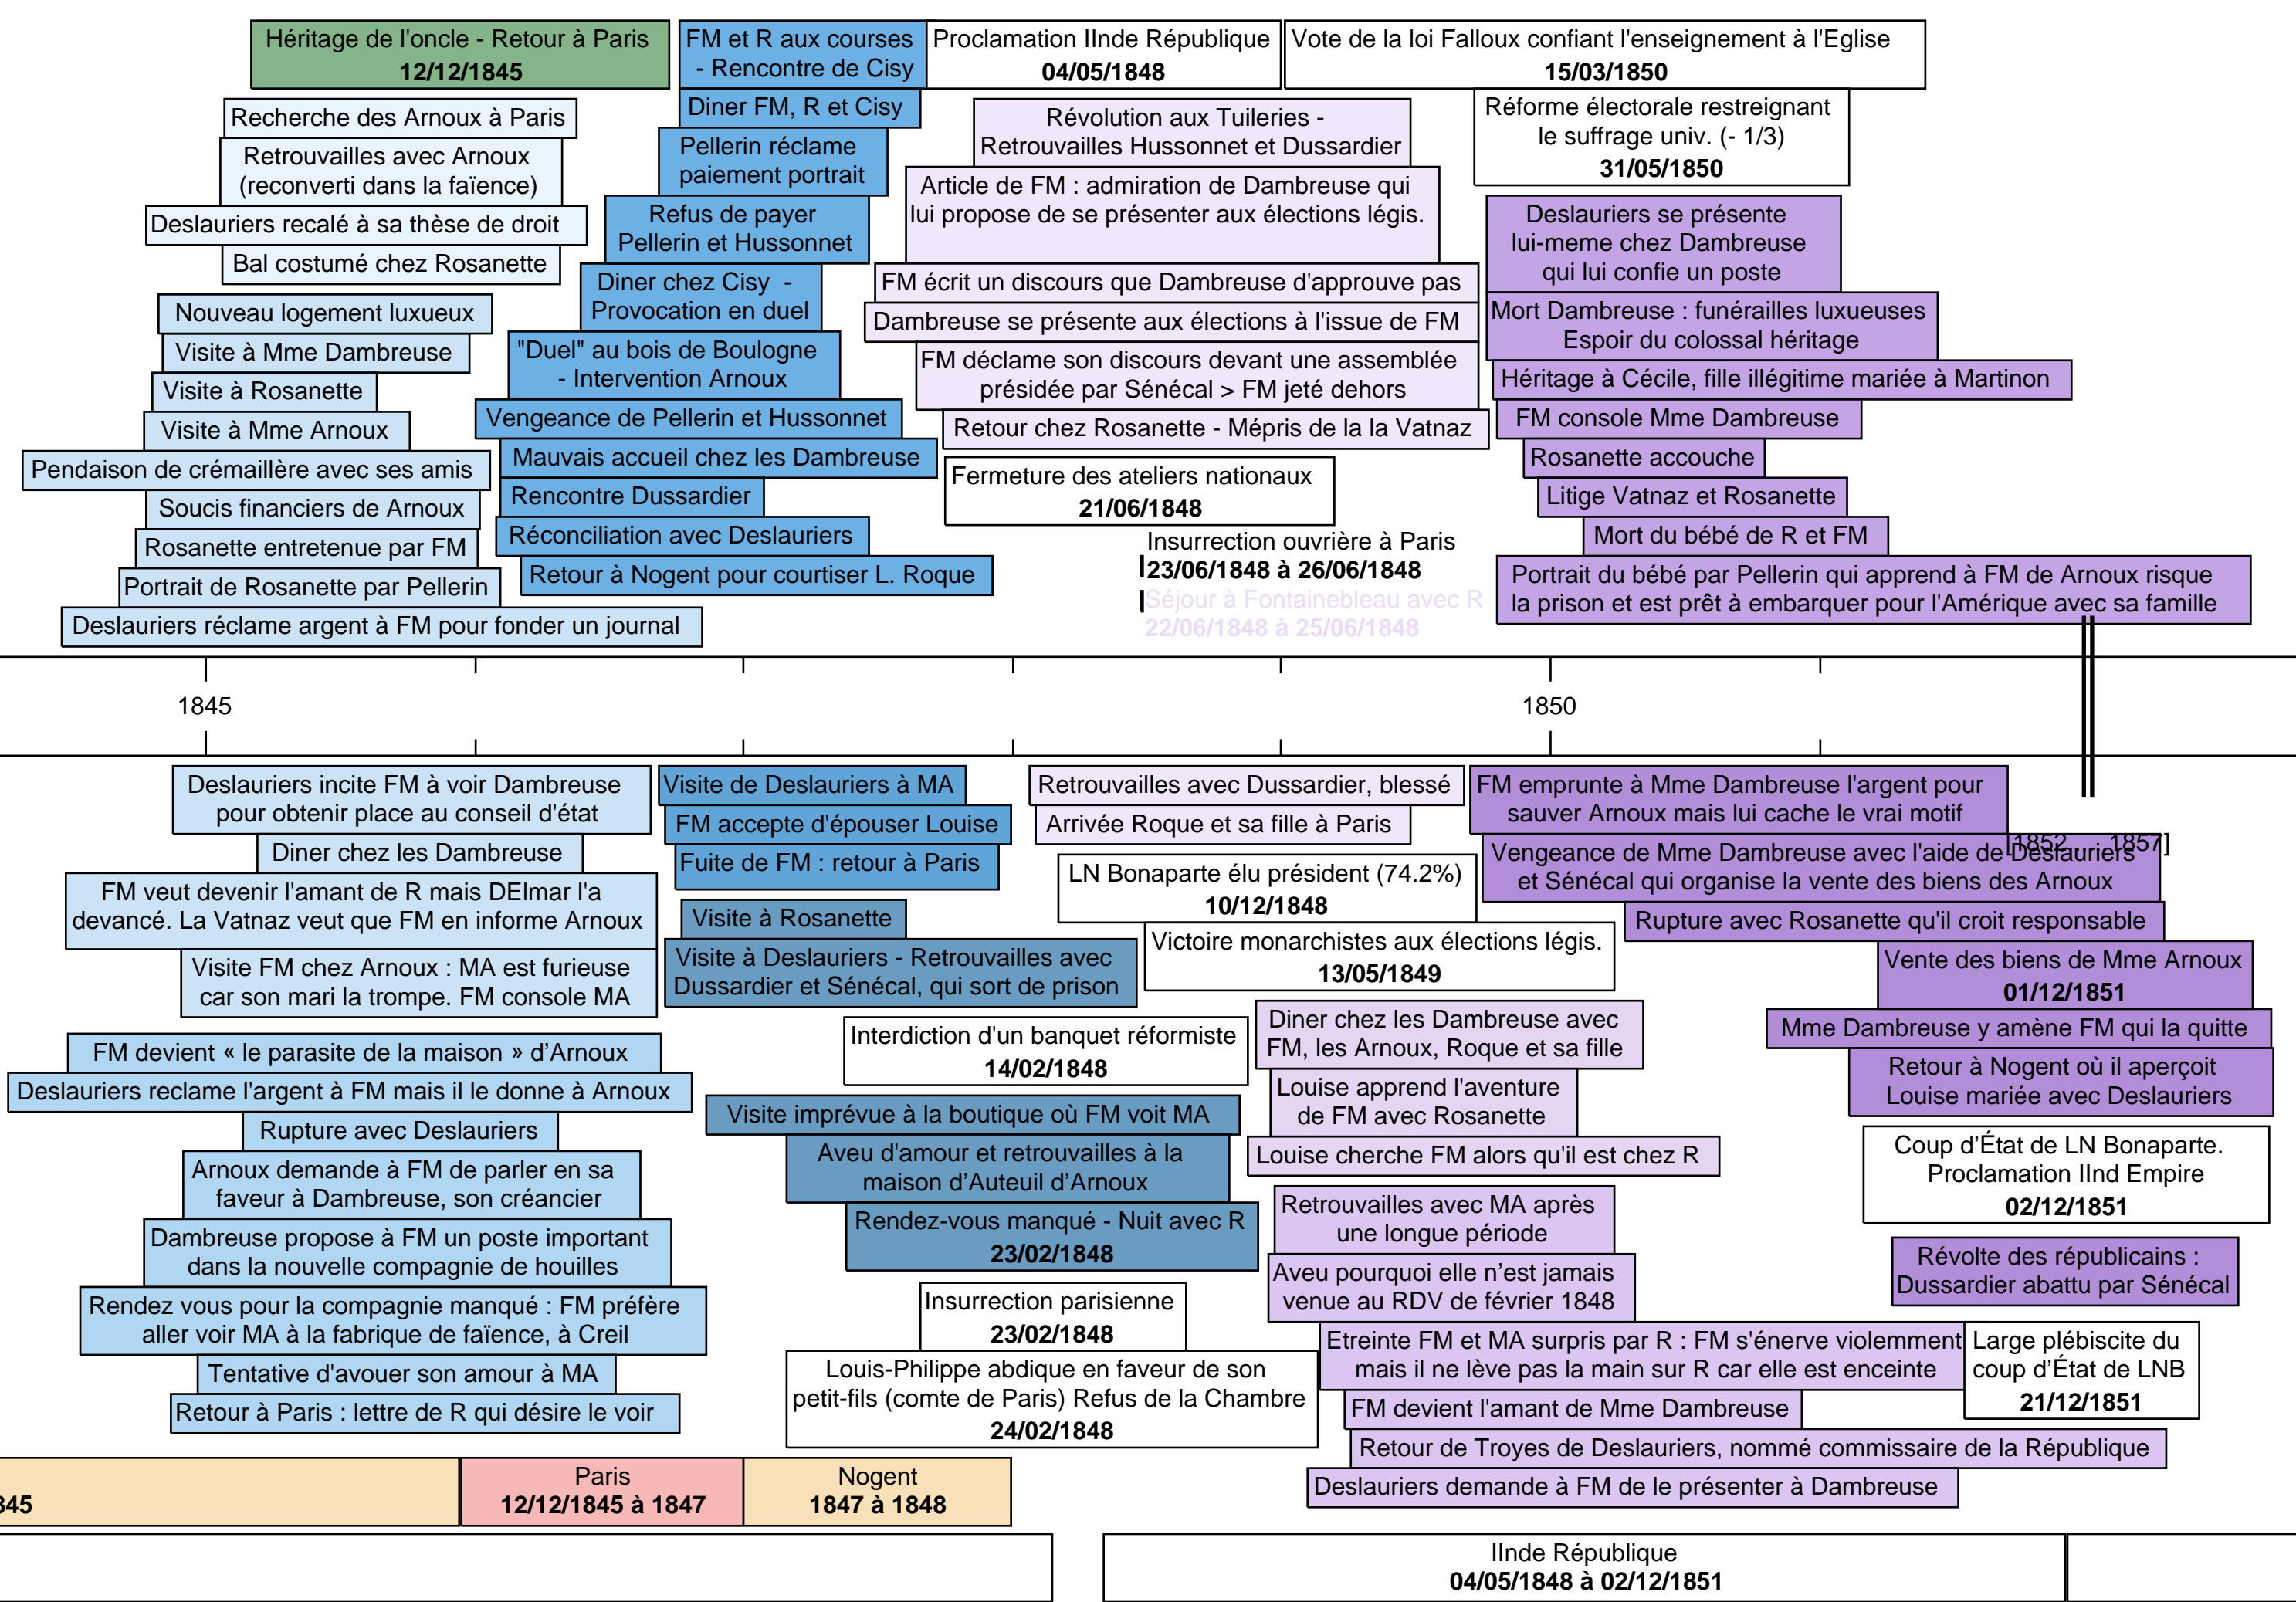 Héritage de l'oncle - Retour à Paris
12/12/1845
Recherche des Arnoux à Paris
Retrouvailles avec Arnoux
(reconverti dans la faïence)
Deslauriers recalé à sa thèse de droit
Bal costumé chez Rosanette
Nouveau logement luxueux
Visite à Mme Dambreuse
Visite à Rosanette
Visite à Mme Arnoux
Pendaison de crémaillère avec ses amis
Soucis financiers de Arnoux
Rosanette entretenue par FM
Portrait de Rosanette par Pellerin
Deslauriers réclame argent à FM pour fonder un journal
FM et R aux courses
- Rencontre de Cisy
Diner FM, R et Cisy
Pellerin réclame
paiement portrait
Refus de payer
Pellerin et Hussonnet
Diner chez Cisy -
Provocation en duel
"Duel" au bois de Boulogne
- Intervention Arnoux
Vengeance de Pellerin et Hussonnet
Mauvais accueil chez les Dambreuse
Rencontre Dussardier
Réconciliation avec Deslauriers
Retour à Nogent pour courtiser L. Roque
Proclamation IInde République
04/05/1848
Révolution aux Tuileries -
Retrouvailles Hussonnet et Dussardier
Article de FM : admiration de Dambreuse qui
lui propose de se présenter aux élections légis.
FM écrit un discours que Dambreuse d'approuve pas
Dambreuse se présente aux élections à l'issue de FM
FM déclame son discours devant une assemblée
présidée par Sénécal > FM jeté dehors
Retour chez Rosanette - Mépris de la la Vatnaz
Fermeture des ateliers nationaux
21/06/1848
Insurrection ouvrière à Paris
23/06/1848 à 26/06/1848
Séjour à Fontainebleau avec R
22/06/1848 à 25/06/1848
Vote de la loi Falloux confiant l'enseignement à l'Eglise
15/03/1850
Réforme électorale restreignant
le suffrage univ. (- 1/3)
31/05/1850
Deslauriers se présente
lui-meme chez Dambreuse
qui lui confie un poste
Mort Dambreuse : funérailles luxueuses
Espoir du colossal héritage
Héritage à Cécile, fille illégitime mariée à Martinon
FM console Mme Dambreuse
Rosanette accouche
Litige Vatnaz et Rosanette
Mort du bébé de R et FM
Portrait du bébé par Pellerin qui apprend à FM de Arnoux risque
la prison et est prêt à embarquer pour l'Amérique avec sa famille
1845
1850
Deslauriers incite FM à voir Dambreuse
pour obtenir place au conseil d'état
Diner chez les Dambreuse
FM veut devenir l'amant de R mais DElmar l'a
devancé. La Vatnaz veut que FM en informe Arnoux
Visite FM chez Arnoux : MA est furieuse
car son mari la trompe. FM console MA
FM devient « le parasite de la maison » d'Arnoux
Deslauriers reclame l'argent à FM mais il le donne à Arnoux
Rupture avec Deslauriers
Arnoux demande à FM de parler en sa
faveur à Dambreuse, son créancier
Dambreuse propose à FM un poste important
dans la nouvelle compagnie de houilles
Rendez vous pour la compagnie manqué : FM préfère
aller voir MA à la fabrique de faïence, à Creil
Tentative d'avouer son amour à MA
Retour à Paris : lettre de R qui désire le voir
Visite de Deslauriers à MA
FM accepte d'épouser Louise
Fuite de FM : retour à Paris
Visite à Rosanette
Visite à Deslauriers - Retrouvailles avec
Dussardier et Sénécal, qui sort de prison
Interdiction d'un banquet réformiste
14/02/1848
Visite imprévue à la boutique où FM voit MA
Aveu d'amour et retrouvailles à la
maison d'Auteuil d'Arnoux
Rendez-vous manqué - Nuit avec R
23/02/1848
Insurrection parisienne
23/02/1848
Louis-Philippe abdique en faveur de son
petit-fils (comte de Paris) Refus de la Chambre
24/02/1848
Retrouvailles avec Dussardier, blessé
Arrivée Roque et sa fille à Paris
LN Bonaparte élu président (74.2%)
10/12/1848
Victoire monarchistes aux élections légis.
13/05/1849
Diner chez les Dambreuse avec
FM, les Arnoux, Roque et sa fille
Louise apprend l'aventure
de FM avec Rosanette
Louise cherche FM alors qu'il est chez R
Retrouvailles avec MA après
une longue période
Aveu pourquoi elle n'est jamais
venue au RDV de février 1848
Etreinte FM et MA surpris par R : FM s'énerve violemment
mais il ne lève pas la main sur R car elle est enceinte
FM devient l'amant de Mme Dambreuse
Retour de Troyes de Deslauriers, nommé commissaire de la République
Deslauriers demande à FM de le présenter à Dambreuse
FM emprunte à Mme Dambreuse l'argent pour
sauver Arnoux mais lui cache le vrai motif
[1852 1857]
Vengeance de Mme Dambreuse avec l'aide de Deslauriers
et Sénécal qui organise la vente des biens des Arnoux
Rupture avec Rosanette qu'il croit responsable
Vente des biens de Mme Arnoux
01/12/1851
Mme Dambreuse y amène FM qui la quitte
Retour à Nogent où il aperçoit
Louise mariée avec Deslauriers
Coup d'État de LN Bonaparte.
Proclamation IInd Empire
02/12/1851
Révolte des républicains :
Dussardier abattu par Sénécal
Large plébiscite du
coup d'État de LNB
21/12/1851
845
Paris
12/12/1845 à 1847
Nogent
1847 à 1848
IInde République
04/05/1848 à 02/12/1851